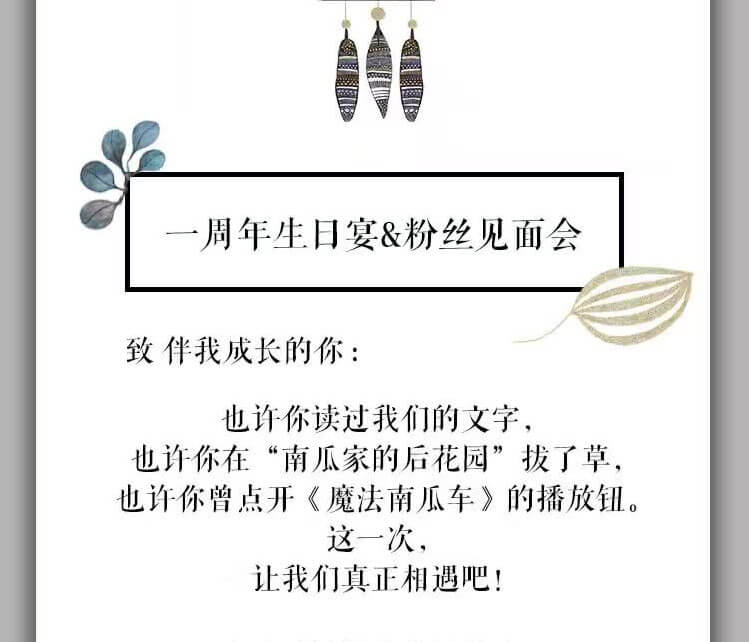 一周年生日宴&粉丝见面会
致 伴我成长的你：
也许你读过我们的文字，
也许你在“南瓜家的后花园”拔了草，
也许你曾点开《魔法南瓜车》的播放钮。
这一次，
让我们真正相遇吧！